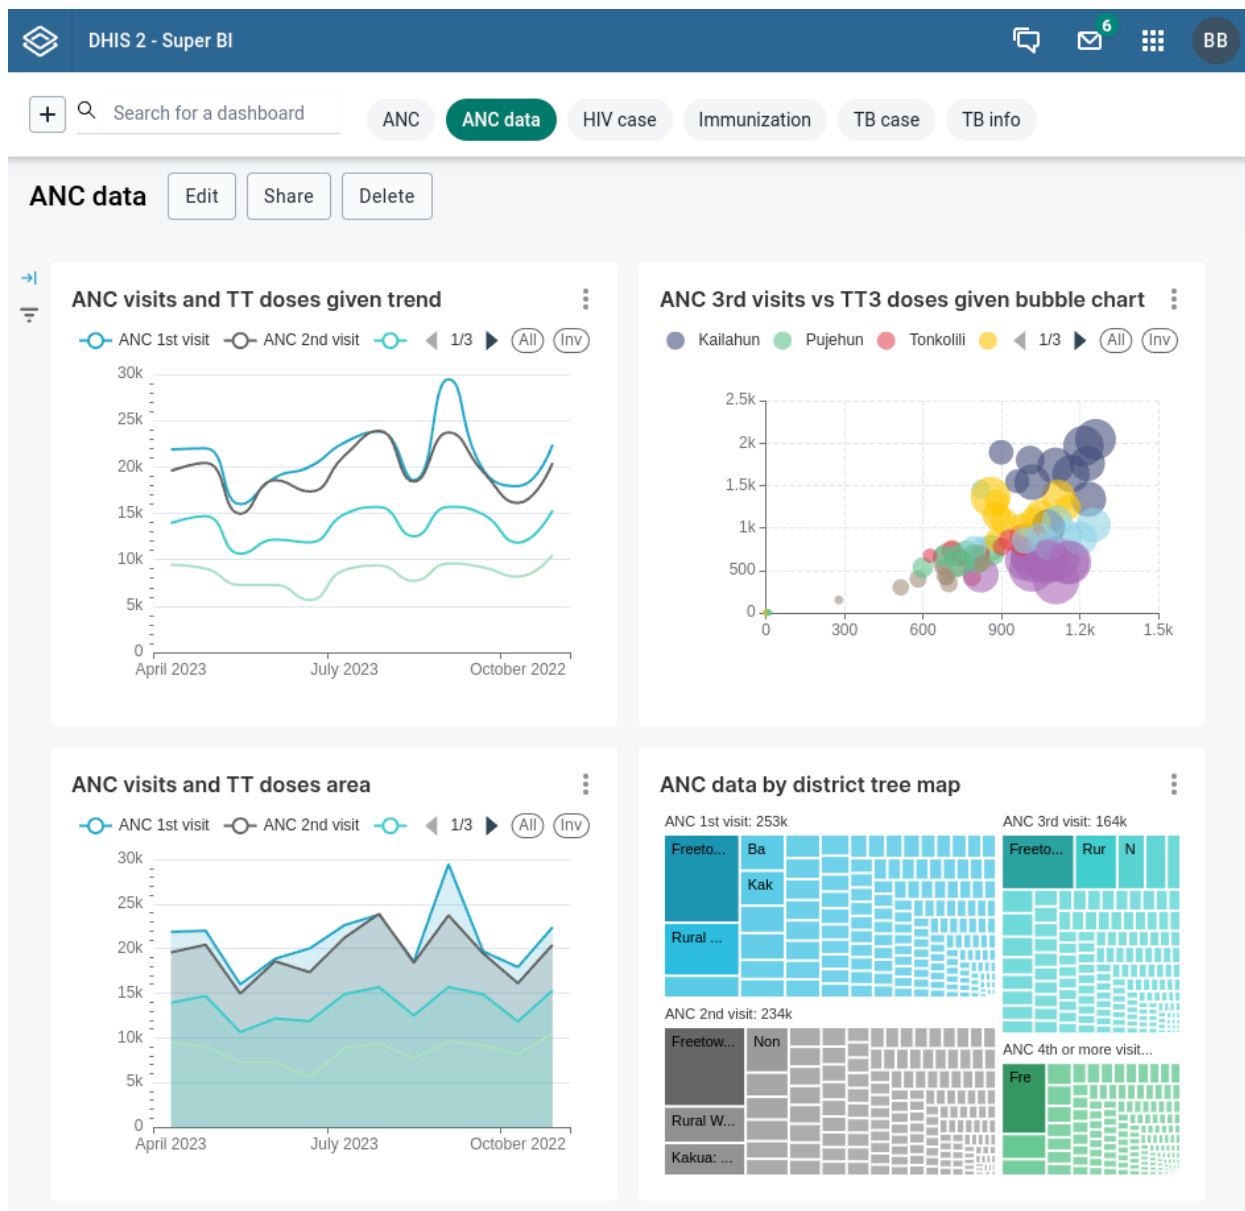 DHIS 2 - Super BI
6
BB
+
Search for a dashboard
ANC
ANC data
HIV case
Immunization
TB case
TB info
ANC data
Edit
Share
Delete
ANC visits and TT doses given trend
ANC 1st visit
ANC 2nd visit
1/3
All
Inv
30k
25k
20k
15k
10k
5k
0
April 2023
July 2023
October 2022
ANC 3rd visits vs TT3 doses given bubble chart
Kailahun
Pujehun
Tonkolili
1/3
All
Inv
2.5k
2k
1.5k
1k
500
0
0
300
600
900
1.2k
1.5k
ANC visits and TT doses area
ANC 1st visit
ANC 2nd visit
1/3
All
Inv
30k
25k
20k
15k
10k
5k
0
April 2023
July 2023
October 2022
ANC data by district tree map
ANC 1st visit: 253k
Freeto...
Ba
Kak
Rural ...
ANC 3rd visit: 164k
Freeto...
Rur
N
ANC 2nd visit: 234k
Freetow...
Non
Rural W...
Kakua: ...
ANC 4th or more visit...
Fre